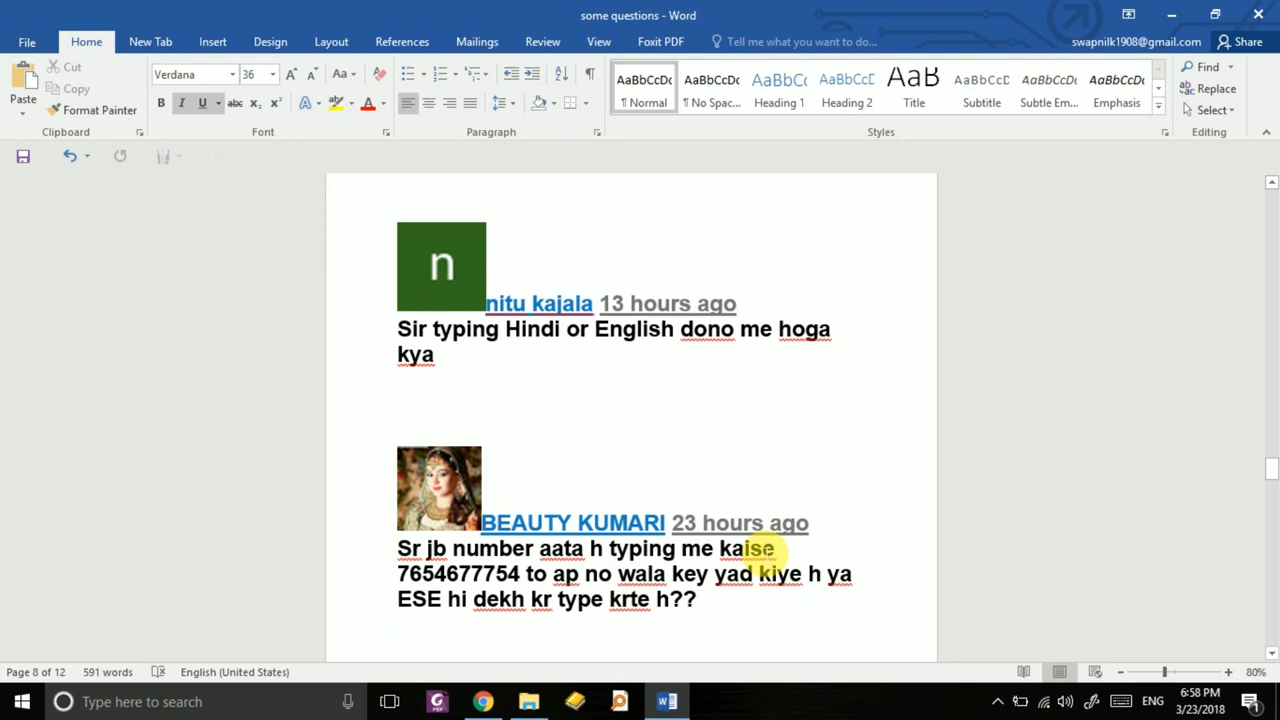 some questions - Word
File Home New Tab Insert Design Layout References Mailings Review View Foxit PDF Tell me what you want to do... swapnilk1908@gmail.com Share
Paste
Cut
Copy
Format Painter
Clipboard
Verdana 36 Aa
B I U abc X₂ X² A A
Font
Paragraph
AaBbCcDc AaBbCcDc AaBbCc AaBbCcD AaB AaBbCcD AaBbCcDc AaBbCcDc
¶ Normal ¶ No Spac... Heading 1 Heading 2 Title Subtitle Subtle Em... Emphasis
Styles
Find
Replace
Select
Editing
n
nitu kajala 13 hours ago
Sir typing Hindi or English dono me hoga
kya
BEAUTY KUMARI 23 hours ago
Sr jb number aata h typing me kaise
7654677754 to ap no wala key yad kiye h ya
ESE hi dekh kr type krte h??
Page 8 of 12 591 words English (United States) 80%
Type here to search
ENG
6:58 PM
3/23/2018
1